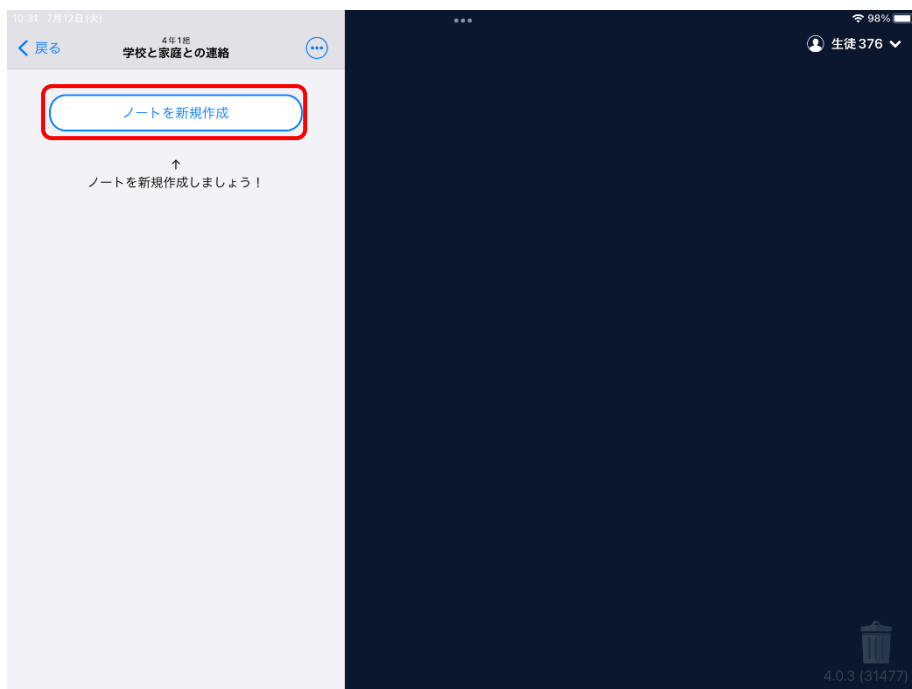 10:31 7月12日(火)
98%
戻る
4年1組
学校と家庭との連絡
生徒376
ノートを新規作成
↑
ノートを新規作成しましょう！
4.0.3 (31477)